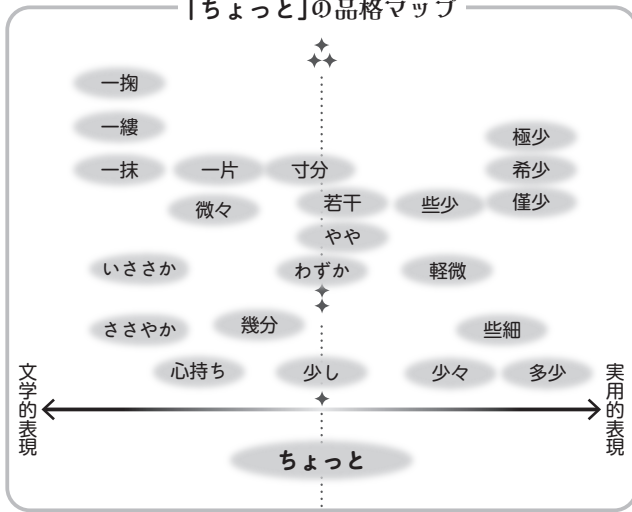 「ちょっと」の品格マップ
一掬
一縷
極少
一抹
一片
寸分
希少
微々
若干
些少
僅少
やや
いささか
わずか
軽微
ささやか
幾分
些細
心持ち
少し
少々
多少
文学的表現
実用的表現
ちょっと